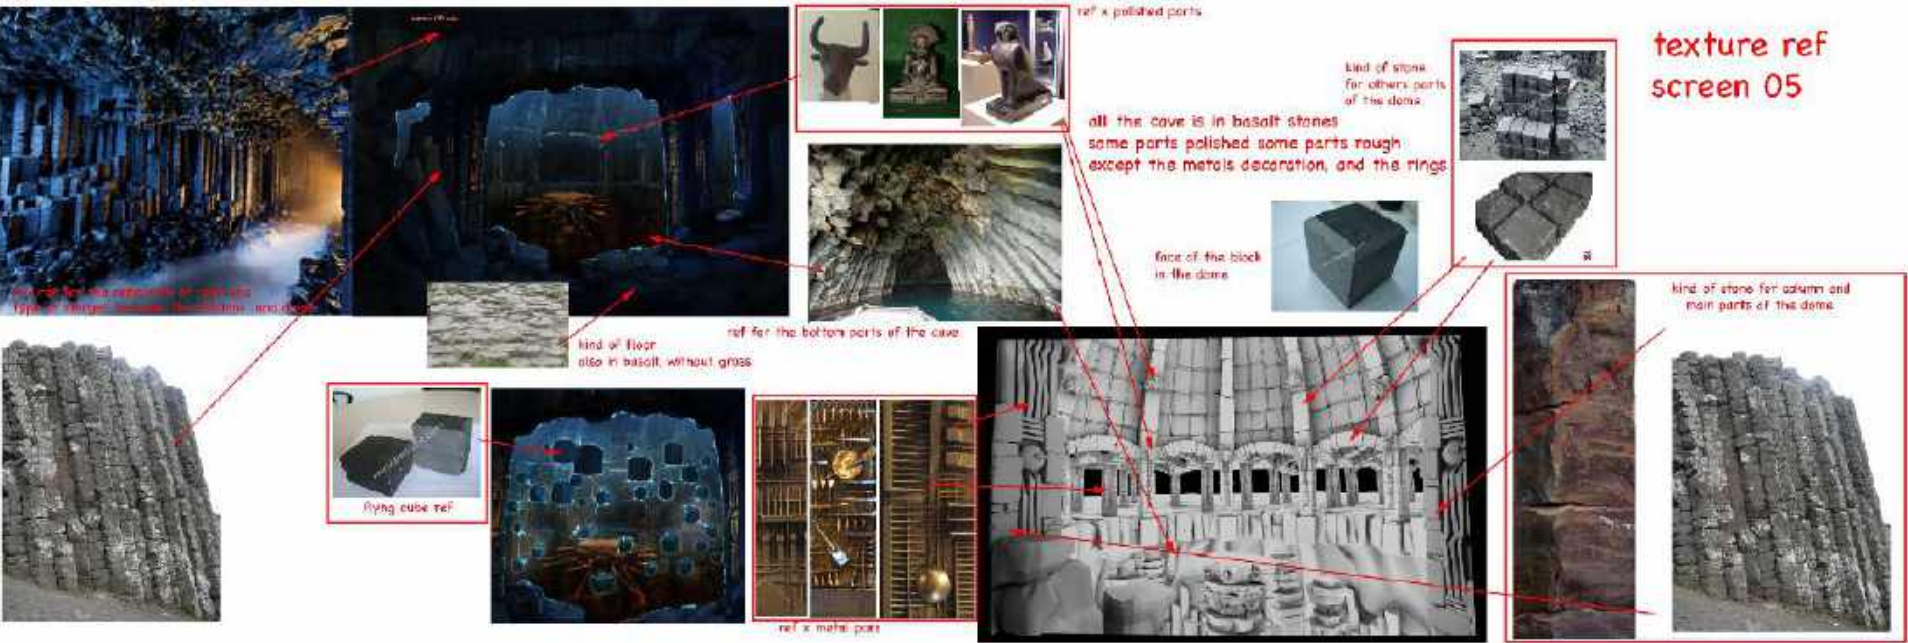 ref x polished parts
texture ref
screen 05
kind of stone
for others parts
of the dome
all the cave is in basalt stones
some parts polished some parts rough
except the metals decoration, and the rings
face of the block
in the dome
kind of stone for column and
main parts of the dome
ref for the bottom parts of the cave
kind of floor
also in basalt without grass
flying cube ref
ref x metal parts